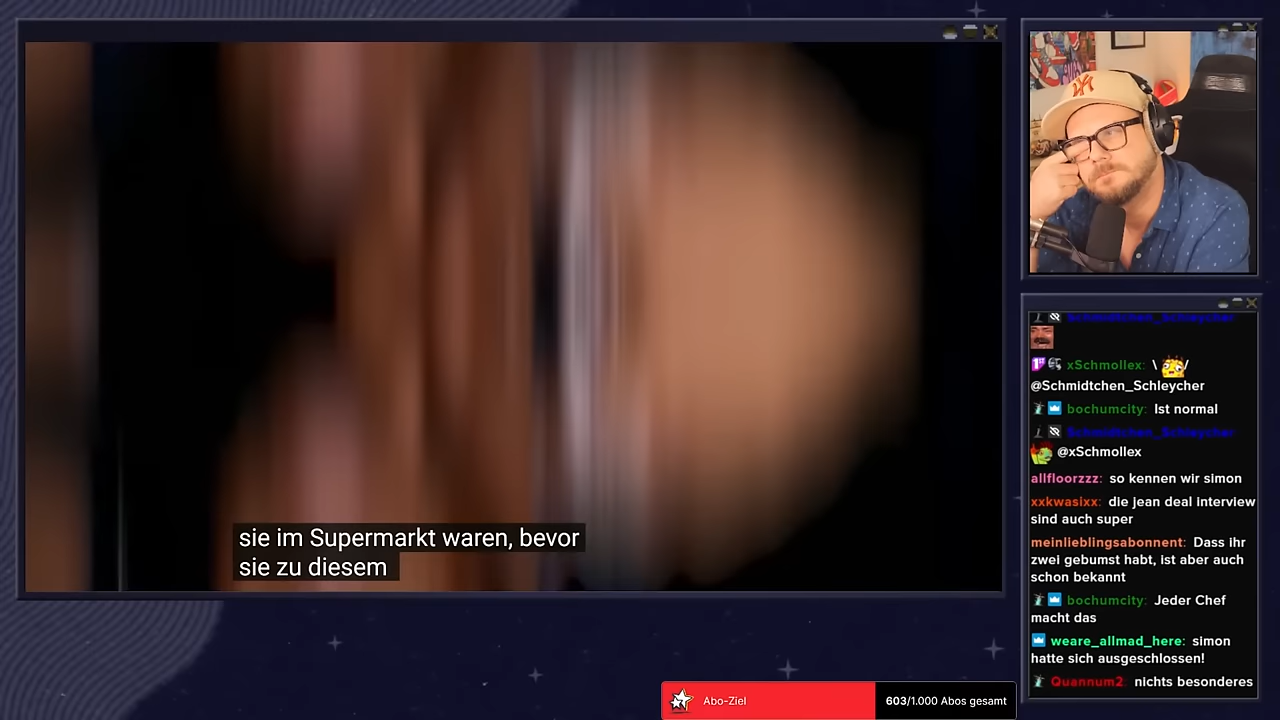 sie im Supermarkt waren, bevor
sie zu diesem
Schmidtchen_Schleycher
xSchmollex: \ /
@Schmidtchen_Schleycher
bochumcity: Ist normal
Schmidtchen_Schleycher
@xSchmollex
allfloorzzz: so kennen wir simon
xxkwasixx: die jean deal interview
sind auch super
meinlieblingsabonnent: Dass ihr
zwei gebumst habt, ist aber auch
schon bekannt
bochumcity: Jeder Chef
macht das
weare_allmad_here: simon
hatte sich ausgeschlossen!
Quannum2: nichts besonderes
Abo-Ziel
603/1.000 Abos gesamt